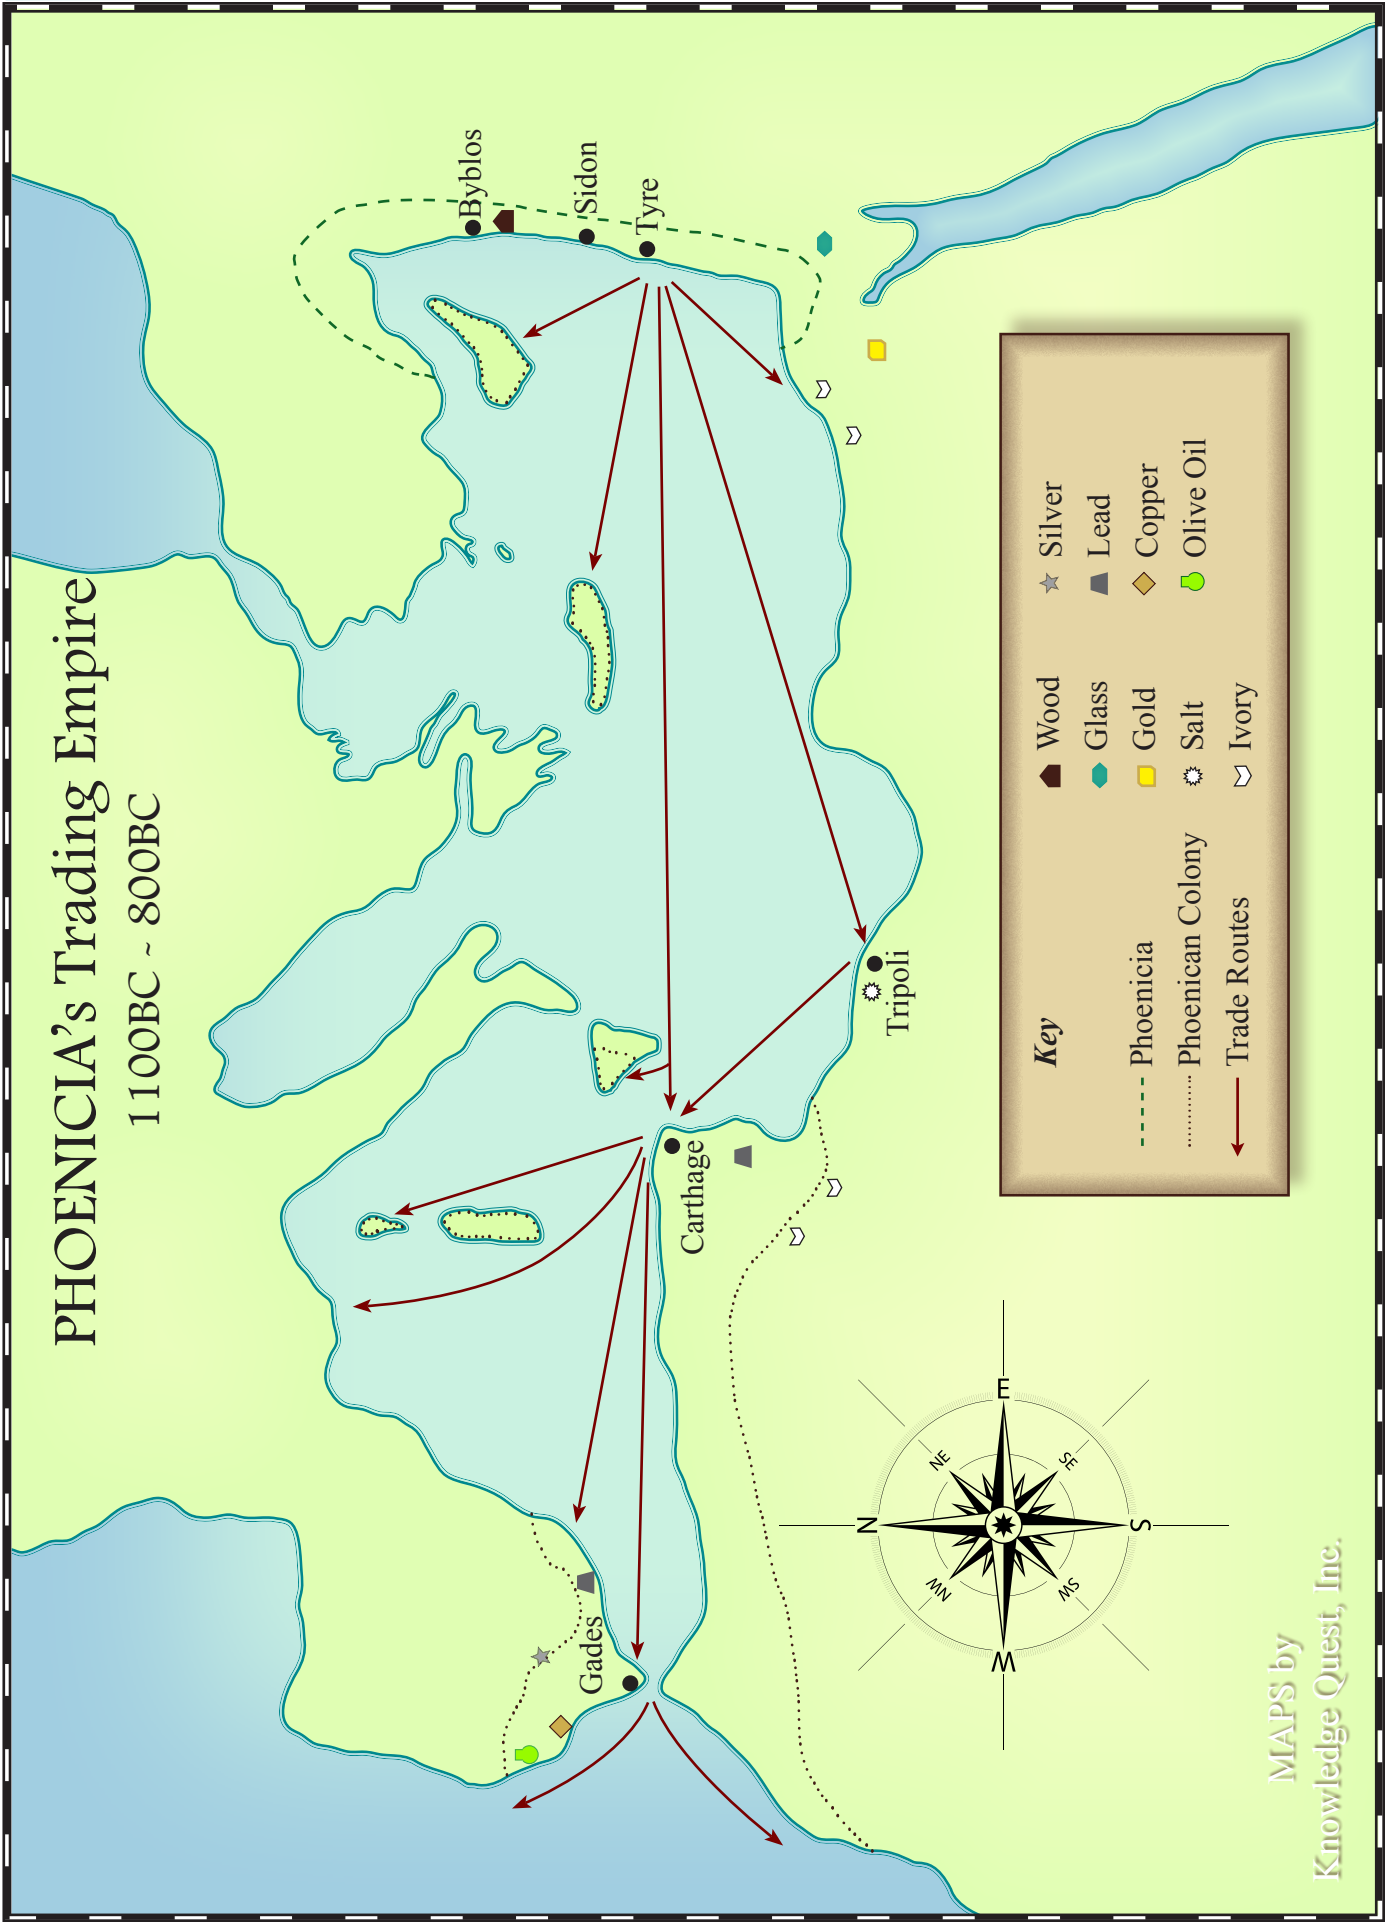 PHOENICIA's Trading Empire
1100BC ~ 800BC
Byblos
Sidon
Tyre
Tripoli
Carthage
Gades
Key
Phoenicia
Phoenican Colony
Trade Routes
Wood
Glass
Gold
Salt
Ivory
Silver
Lead
Copper
Olive Oil
N
NE
E
SE
S
SW
W
NW
MAPS by
Knowledge Quest, Inc.